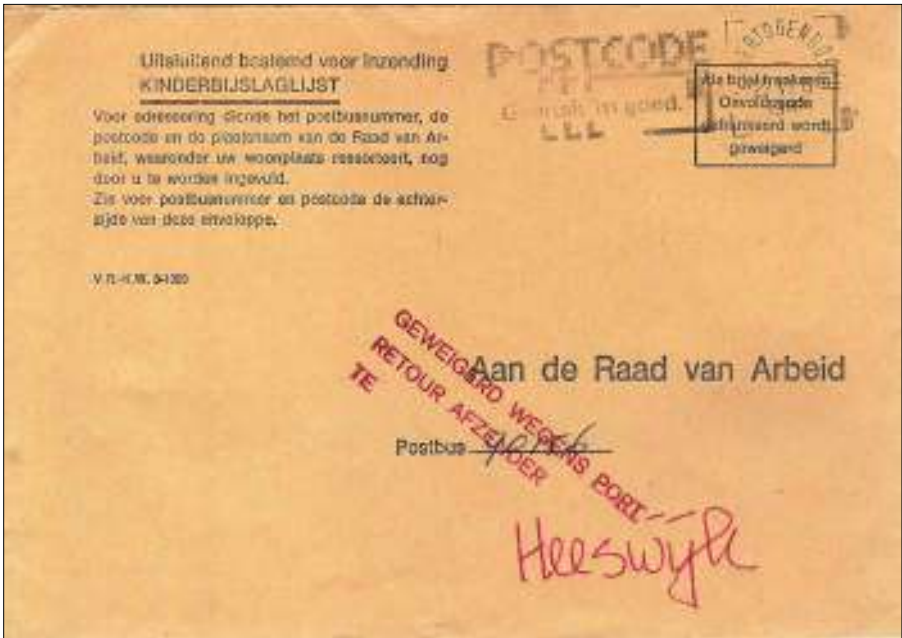 Uitsluitend bestemd voor inzending
KINDERBIJSLAGLIJST
Voor adressering dienen het postbusnummer, de
postcode en de plaatsnaam van de Raad van Ar-
beid, waaronder uw woonplaats ressorteert, nog
door u te worden ingevuld.
Zie voor postbusnummer en postcode de achter-
zijde van deze enveloppe.
POSTCODE
Gebruik 'm goed.
Als brief frankeren
Onvoldoende
gefrankeerd wordt
geweigerd
GEWEIGERD WEGENS PORT
RETOUR AFZENDER
TE
Aan de Raad van Arbeid
Postbus
Heeswijk